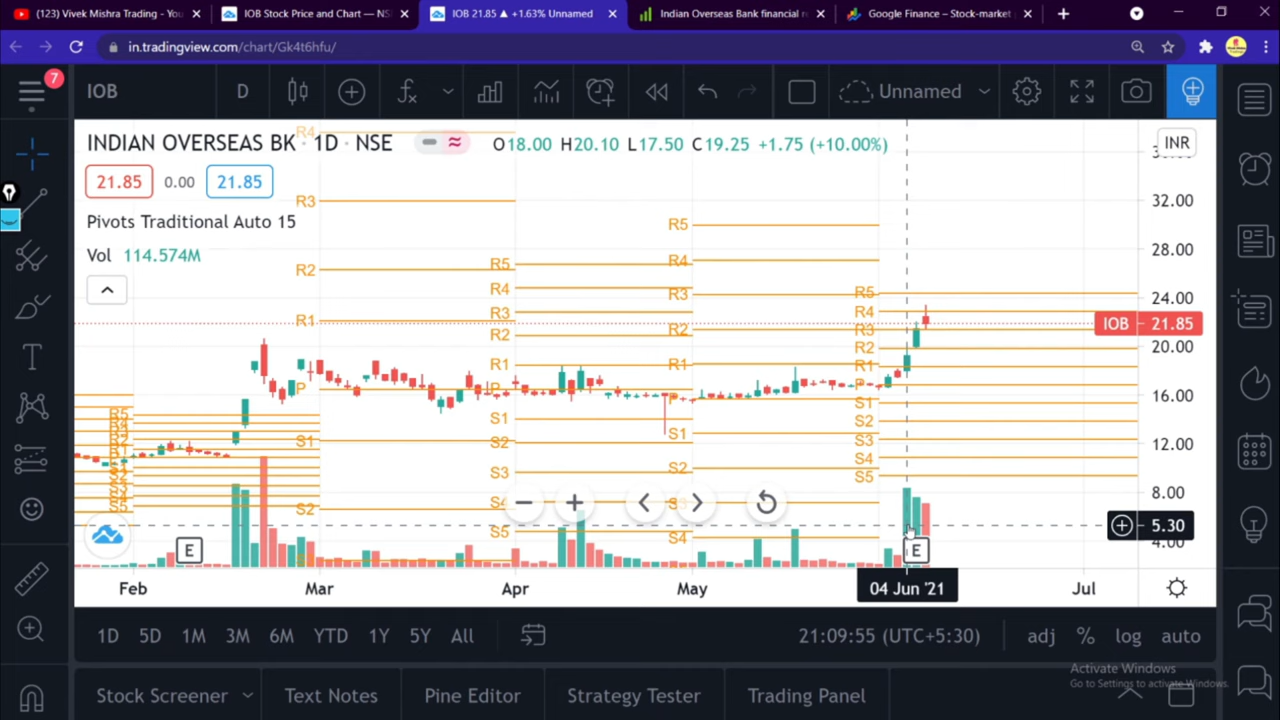 (123) Vivek Mishra Trading - You
IOB Stock Price and Chart — NS
IOB 21.85 ▲ +1.63% Unnamed
Indian Overseas Bank financial re
Google Finance – Stock-market
in.tradingview.com/chart/Gk4t6hfu/
7
IOB
D
Unnamed
INDIAN OVERSEAS BK · 1D · NSE
O18.00 H20.10 L17.50 C19.25 +1.75 (+10.00%)
INR
21.85 0.00 21.85
Pivots Traditional Auto 15
Vol 114.574M
R4
R3
R2
R1
P
S1
S2
R5
R4
R3
R2
R1
P
S1
S2
S3
S5
R5
R4
R3
R2
R1
P
S1
S2
S4
R5
R4
R3
R2
R1
P
S1
S2
S3
S4
S5
32.00
28.00
24.00
IOB 21.85
20.00
16.00
12.00
8.00
5.30
4.00
E
E
Feb Mar Apr May 04 Jun '21 Jul
1D 5D 1M 3M 6M YTD 1Y 5Y All
21:09:55 (UTC+5:30)
adj % log auto
Activate Windows
Go to Settings to activate Windows.
Stock Screener
Text Notes
Pine Editor
Strategy Tester
Trading Panel